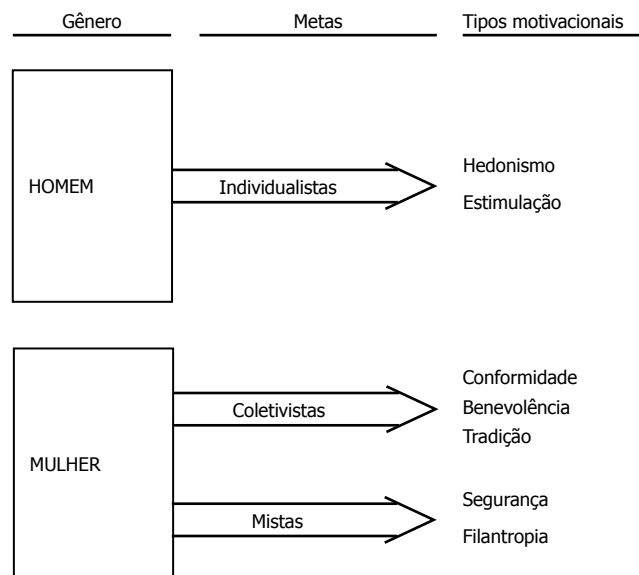 Gênero Metas Tipos motivacionais
HOMEM
Individualistas
Hedonismo
Estimulação
MULHER
Coletivistas
Conformidade
Benevolência
Tradição
Mistas
Segurança
Filantropia